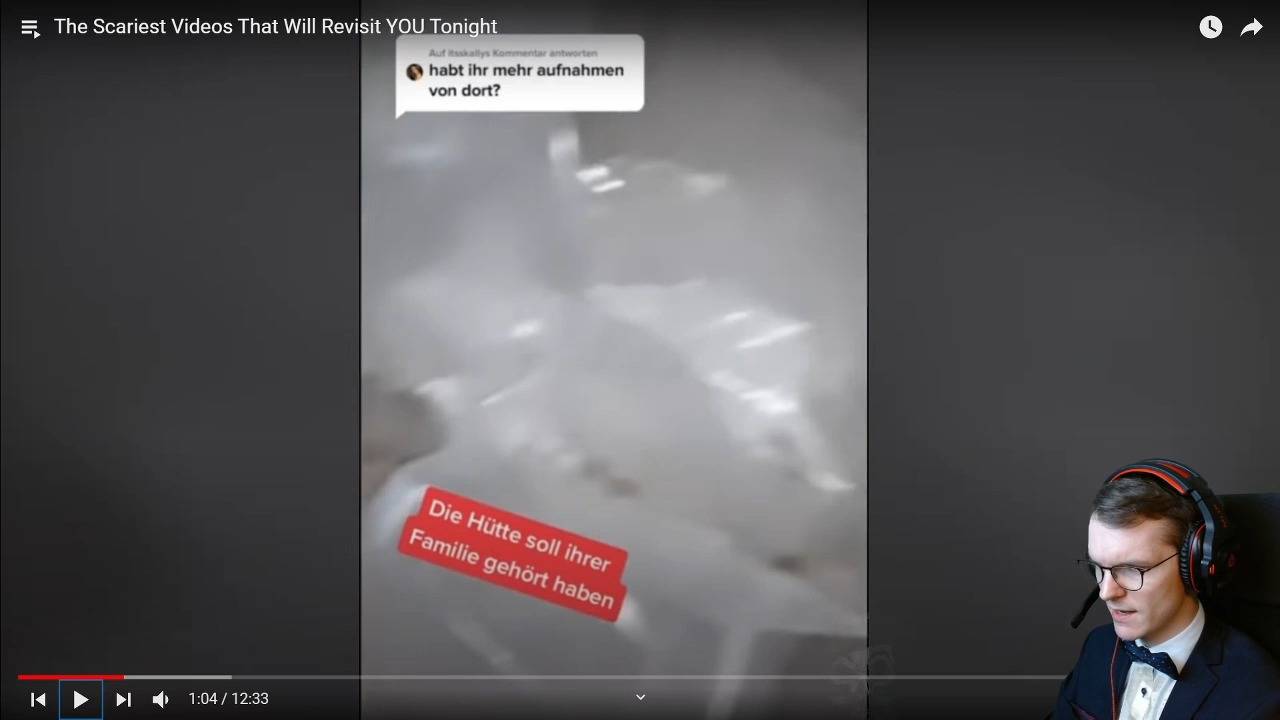 The Scariest Videos That Will Revisit YOU Tonight
Auf itsskallys Kommentar antworten
habt ihr mehr aufnahmen
von dort?
Die Hütte soll ihrer
Familie gehört haben
1:04 / 12:33